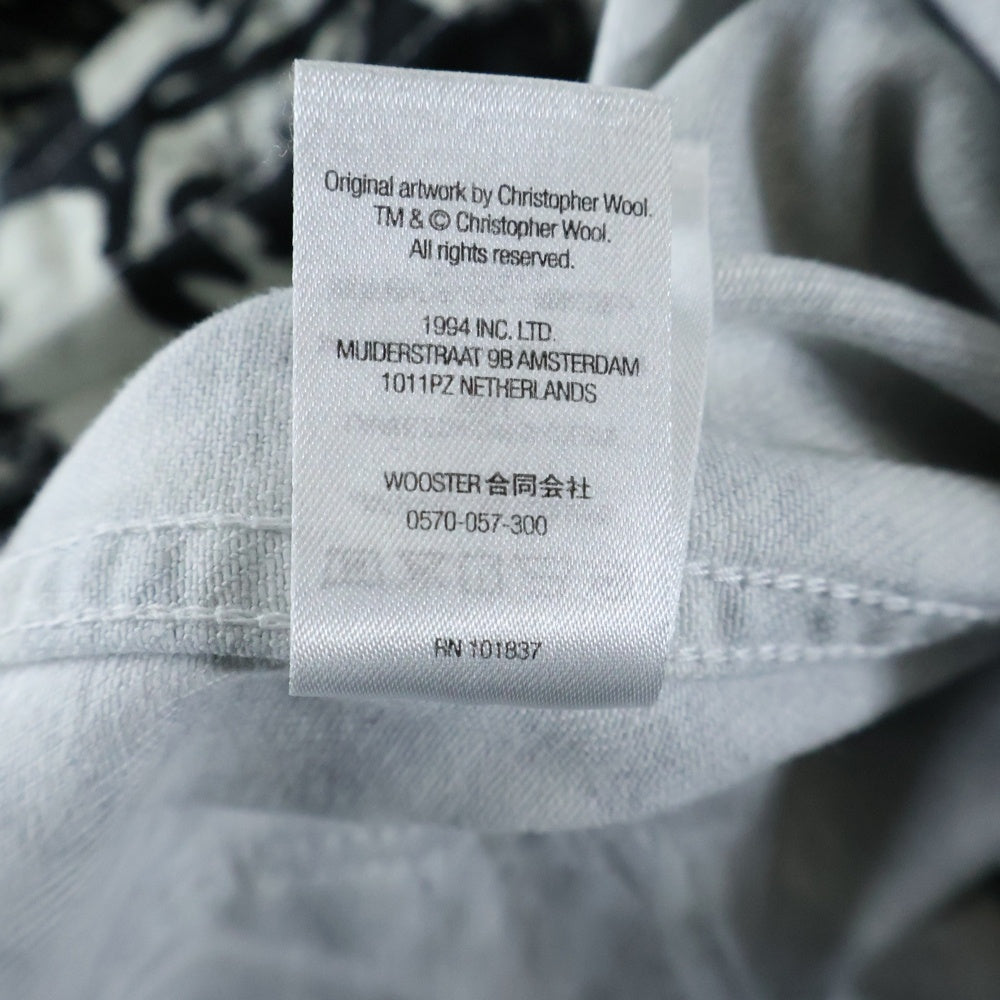 Original artwork by Christopher Wool.
TM & © Christopher Wool.
All rights reserved.
1994 INC. LTD.
MUIDERSTRAAT 9B AMSTERDAM
1011PZ NETHERLANDS
WOOSTER 合同会社
0570-057-300
RN 101837